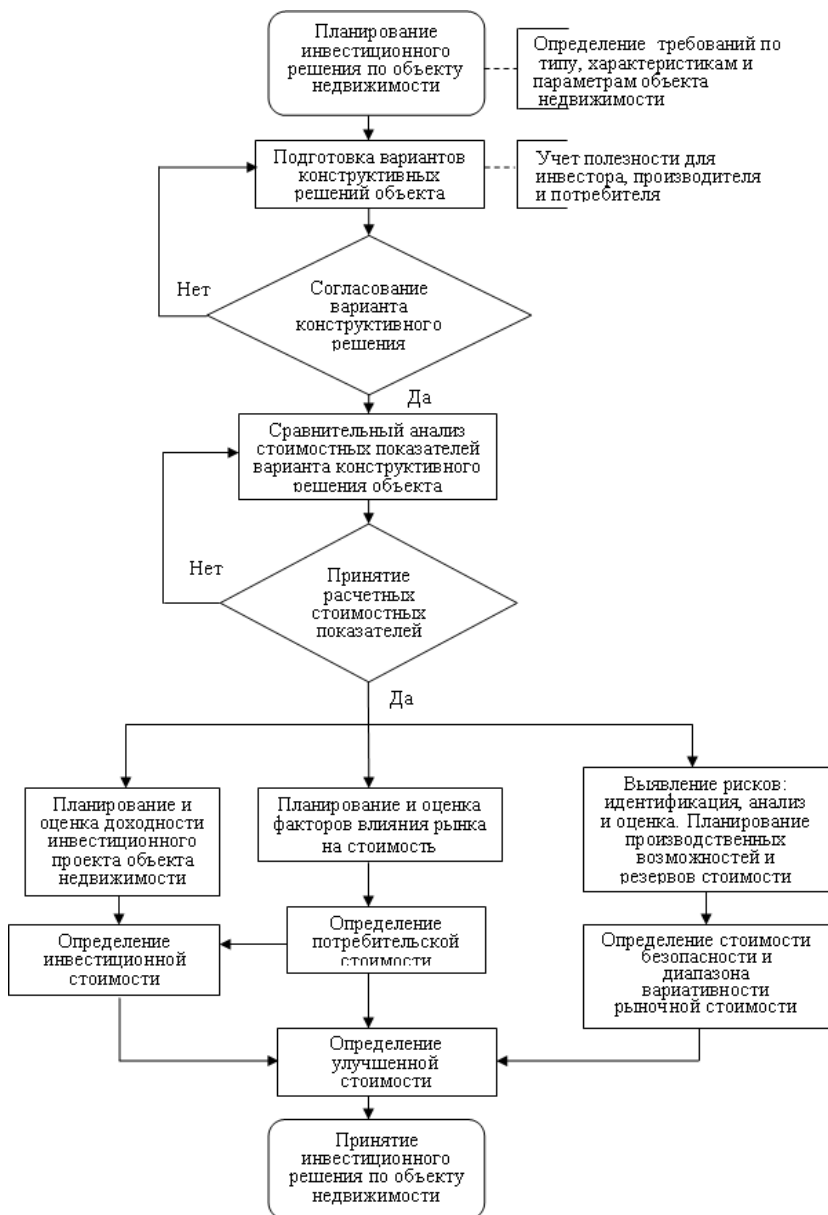 Планирование
инвестиционного
решения по объекту
недвижимости
Определение требований по
типу, характеристикам и
параметрам объекта
недвижимости
Подготовка вариантов
конструктивных
решений объекта
Учет полезности для
инвестора, производителя
и потребителя
Нет
Согласование
варианта
конструктивного
решения
Да
Сравнительный анализ
стоимостных показателей
варианта конструктивного
решения объекта
Нет
Принятие
расчетных
стоимостных
показателей
Да
Планирование и
оценка доходности
инвестиционного
проекта объекта
недвижимости
Планирование и оценка
факторов влияния рынка
на стоимость
Выявление рисков:
идентификация, анализ
и оценка. Планирование
производственных
возможностей и
резервов стоимости
Определение
инвестиционной
стоимости
Определение
потребительской
стоимости
Определение стоимости
безопасности и
диапазона
вариативности
рыночной стоимости
Определение
улучшенной
стоимости
Принятие
инвестиционного
решения по объекту
недвижимости